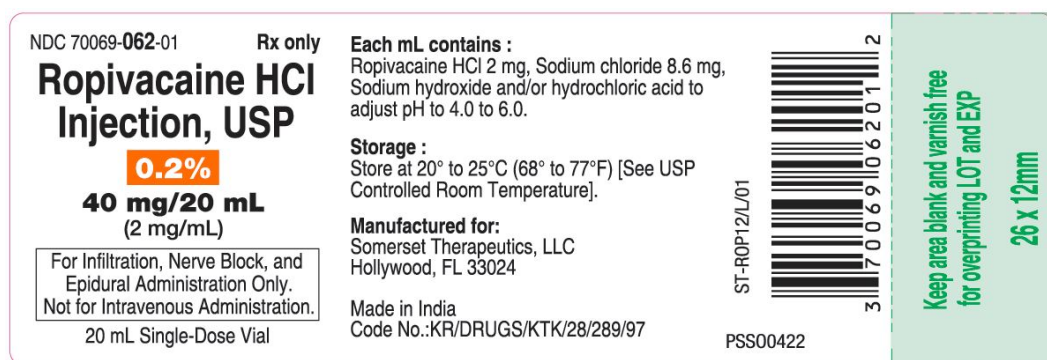 NDC 70069-062-01 Rx only
Ropivacaine HCl
Injection, USP
0.2%
40 mg/20 mL
(2 mg/mL)
For Infiltration, Nerve Block, and
Epidural Administration Only.
Not for Intravenous Administration.
20 mL Single-Dose Vial
Each mL contains :
Ropivacaine HCl 2 mg, Sodium chloride 8.6 mg,
Sodium hydroxide and/or hydrochloric acid to
adjust pH to 4.0 to 6.0.
Storage :
Store at 20° to 25°C (68° to 77°F) [See USP
Controlled Room Temperature].
Manufactured for:
Somerset Therapeutics, LLC
Hollywood, FL 33024
Made in India
Code No.:KR/DRUGS/KTK/28/289/97
ST-ROP12/L/01
3 70069 06201 2
PSS00422
Keep area blank and varnish free
for overprinting LOT and EXP
26 x 12mm